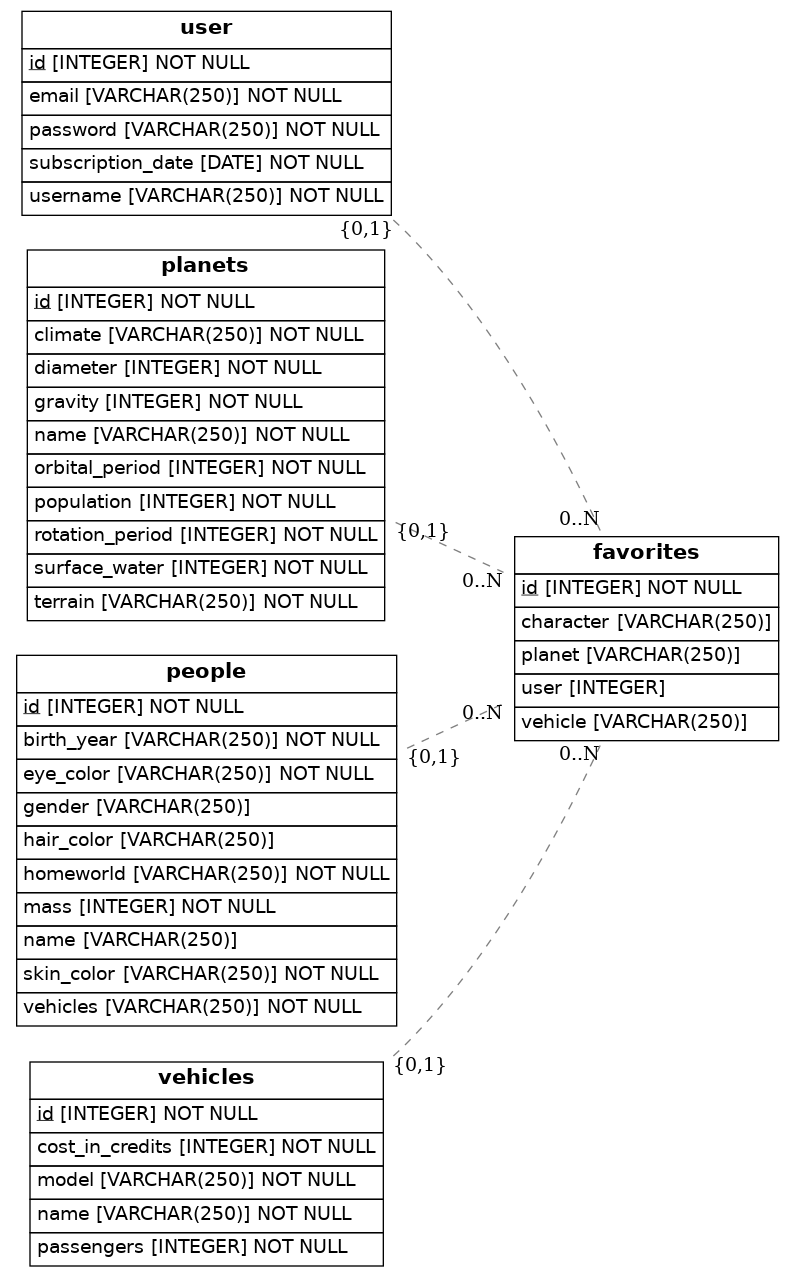 user
id [INTEGER] NOT NULL
email [VARCHAR(250)] NOT NULL
password [VARCHAR(250)] NOT NULL
subscription_date [DATE] NOT NULL
username [VARCHAR(250)] NOT NULL
{0,1}
planets
id [INTEGER] NOT NULL
climate [VARCHAR(250)] NOT NULL
diameter [INTEGER] NOT NULL
gravity [INTEGER] NOT NULL
name [VARCHAR(250)] NOT NULL
orbital_period [INTEGER] NOT NULL
population [INTEGER] NOT NULL
rotation_period [INTEGER] NOT NULL
surface_water [INTEGER] NOT NULL
terrain [VARCHAR(250)] NOT NULL
{0,1}
0..N
0..N
favorites
id [INTEGER] NOT NULL
character [VARCHAR(250)]
planet [VARCHAR(250)]
user [INTEGER]
vehicle [VARCHAR(250)]
0..N
0..N
people
id [INTEGER] NOT NULL
birth_year [VARCHAR(250)] NOT NULL
eye_color [VARCHAR(250)] NOT NULL
gender [VARCHAR(250)]
hair_color [VARCHAR(250)]
homeworld [VARCHAR(250)] NOT NULL
mass [INTEGER] NOT NULL
name [VARCHAR(250)]
skin_color [VARCHAR(250)] NOT NULL
vehicles [VARCHAR(250)] NOT NULL
{0,1}
vehicles
id [INTEGER] NOT NULL
cost_in_credits [INTEGER] NOT NULL
model [VARCHAR(250)] NOT NULL
name [VARCHAR(250)] NOT NULL
passengers [INTEGER] NOT NULL
{0,1}